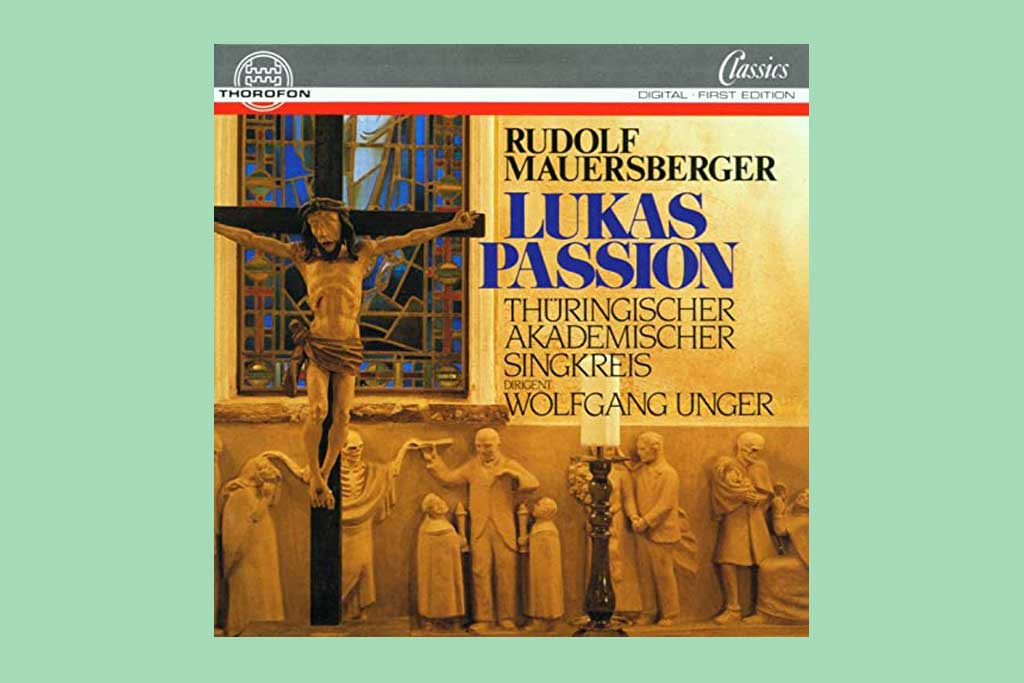 THOROFON
Classics
DIGITAL · FIRST EDITION
RUDOLF
MAUERSBERGER
LUKAS
PASSION
THÜRINGISCHER
AKADEMISCHER
SINGKREIS
DIRIGENT
WOLFGANG UNGER